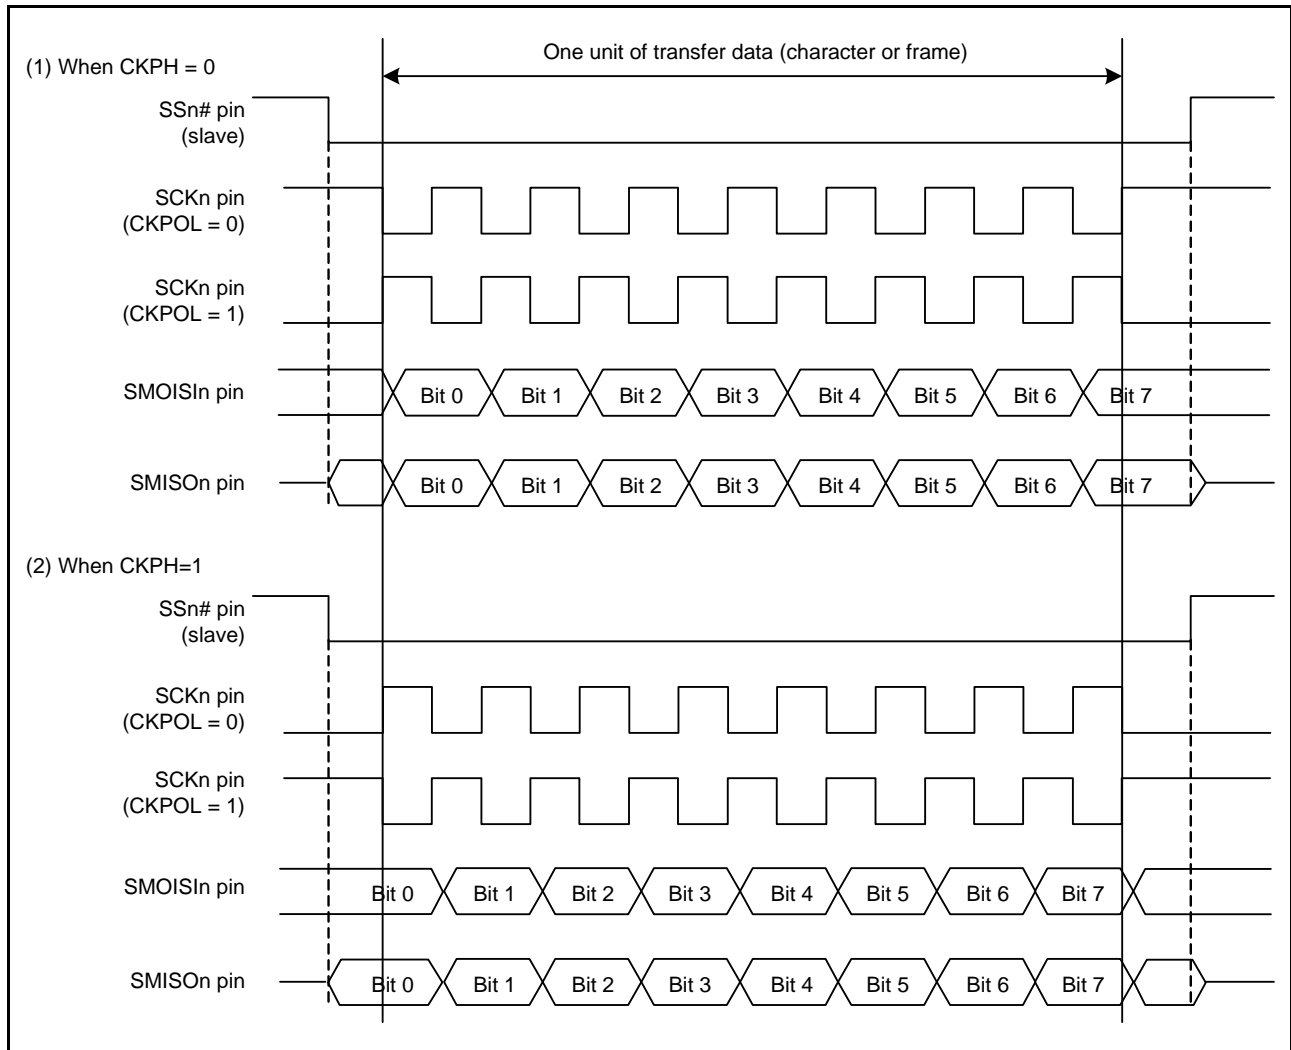 One unit of transfer data (character or frame)
(1) When CKPH = 0
SSn# pin
(slave)
SCKn pin
(CKPOL = 0)
SCKn pin
(CKPOL = 1)
SMOISIn pin
Bit 0 Bit 1 Bit 2 Bit 3 Bit 4 Bit 5 Bit 6 Bit 7
SMISOn pin
Bit 0 Bit 1 Bit 2 Bit 3 Bit 4 Bit 5 Bit 6 Bit 7
(2) When CKPH=1
SSn# pin
(slave)
SCKn pin
(CKPOL = 0)
SCKn pin
(CKPOL = 1)
SMOISIn pin
Bit 0 Bit 1 Bit 2 Bit 3 Bit 4 Bit 5 Bit 6 Bit 7
SMISOn pin
Bit 0 Bit 1 Bit 2 Bit 3 Bit 4 Bit 5 Bit 6 Bit 7